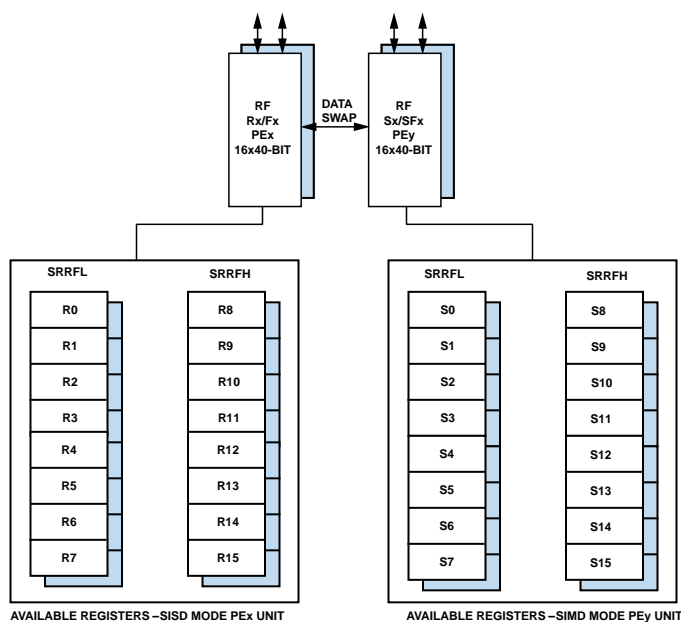 RF
Rx/Fx
PEx
16x40-BIT
DATA
SWAP
RF
Sx/SFx
PEy
16x40-BIT
SRRFL
SRRFH
R0
R1
R2
R3
R4
R5
R6
R7
R8
R9
R10
R11
R12
R13
R14
R15
AVAILABLE REGISTERS –SISD MODE PEx UNIT
SRRFL
SRRFH
S0
S1
S2
S3
S4
S5
S6
S7
S8
S9
S10
S11
S12
S13
S14
S15
AVAILABLE REGISTERS –SIMD MODE PEy UNIT